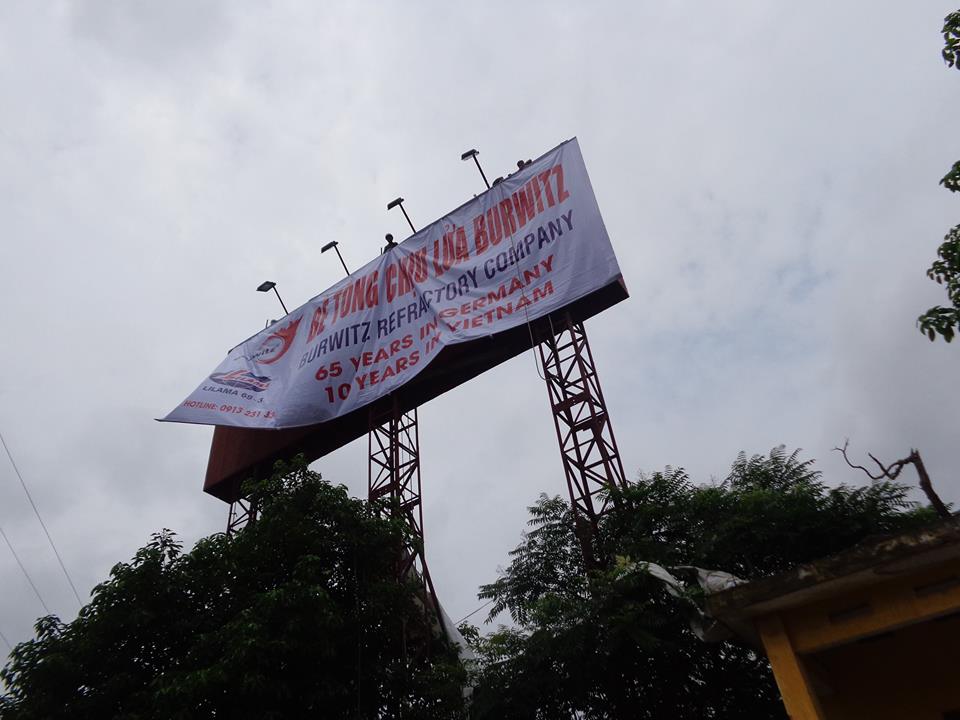 BÊ TÔNG CHỊU LỬA BURWITZ
BURWITZ REFRACTORY COMPANY
65 YEARS IN GERMANY
10 YEARS IN VIETNAM
LILAMA 69-3
HOTLINE: 0913 231